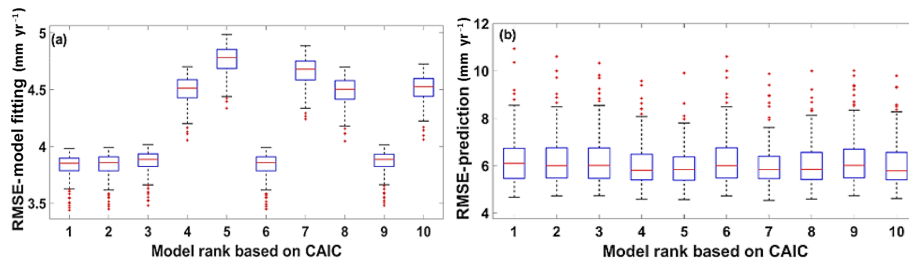 (a)
RMSE-model fitting (mm yr⁻¹)
5
4.5
4
3.5
1 2 3 4 5 6 7 8 9 10
Model rank based on CAIC
(b)
RMSE-prediction (mm yr⁻¹)
12
10
8
6
4
1 2 3 4 5 6 7 8 9 10
Model rank based on CAIC